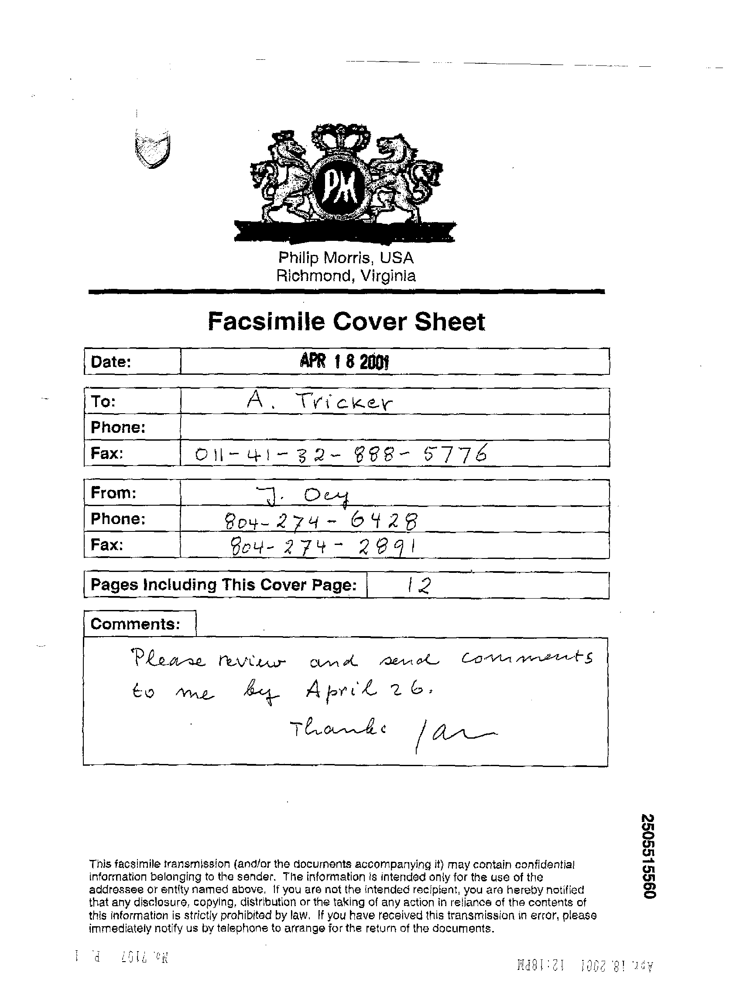 PM
Philip Morris, USA
Richmond, Virginia
Facsimile Cover Sheet
Date: APR 18 2001
To: A. Tricker
Phone:
Fax: 011-41-32-888-5776
From: J. Oey
Phone: 804-274-6428
Fax: 804-274-2891
Pages Including This Cover Page: 12
Comments:
Please review and send comments
to me by April 26.
Thanks Jan
2505515560
This facsimile transmission (and/or the documents accompanying it) may contain confidential
information belonging to the sender. The information is intended only for the use of the
addressee or entity named above. If you are not the intended recipient, you are hereby notified
that any disclosure, copying, distribution or the taking of any action in reliance of the contents of
this information is strictly prohibited by law. If you have received this transmission in error, please
immediately notify us by telephone to arrange for the return of the documents.
No. 7107 P. 1
Apr. 18. 2001 12:18PM